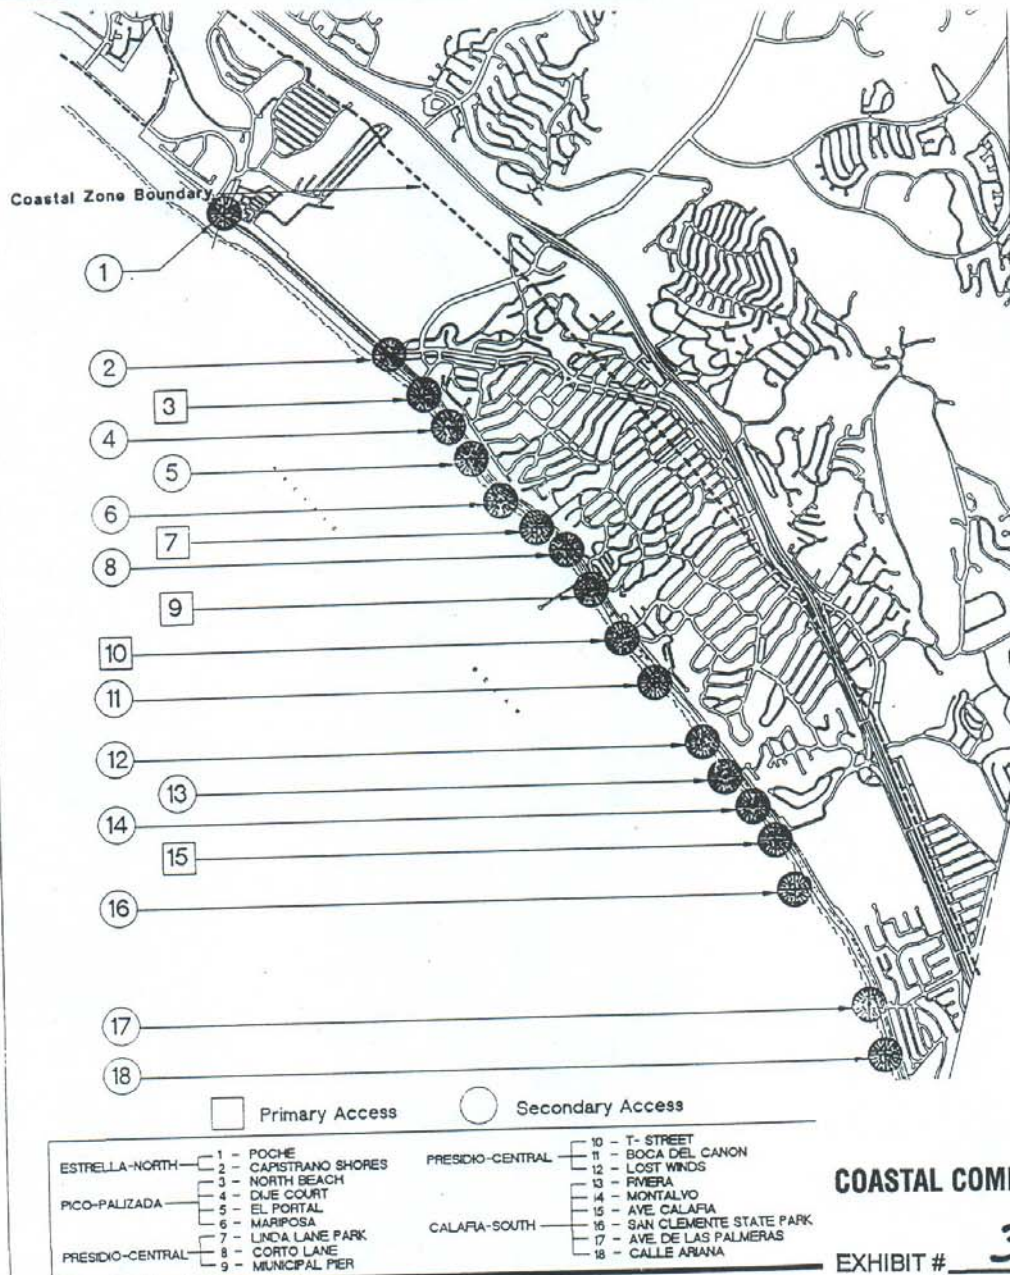 Coastal Zone Boundary
1
2
3
4
5
6
7
8
9
10
11
12
13
14
15
16
17
18
Primary Access
Secondary Access
ESTRELLA-NORTH
1 - POCHE
2 - CAPISTRANO SHORES
PICO-PALIZADA
3 - NORTH BEACH
4 - DIJE COURT
5 - EL PORTAL
6 - MARIPOSA
PRESIDIO-CENTRAL
7 - LINDA LANE PARK
8 - CORTO LANE
9 - MUNICIPAL PIER
PRESIDIO-CENTRAL
10 - T- STREET
11 - BOCA DEL CANON
12 - LOST WINDS
CALAFIA-SOUTH
13 - RIVIERA
14 - MONTALVO
15 - AVE. CALAFIA
16 - SAN CLEMENTE STATE PARK
17 - AVE. DE LAS PALMERAS
18 - CALLE ARIANA
COASTAL COM
EXHIBIT # 3